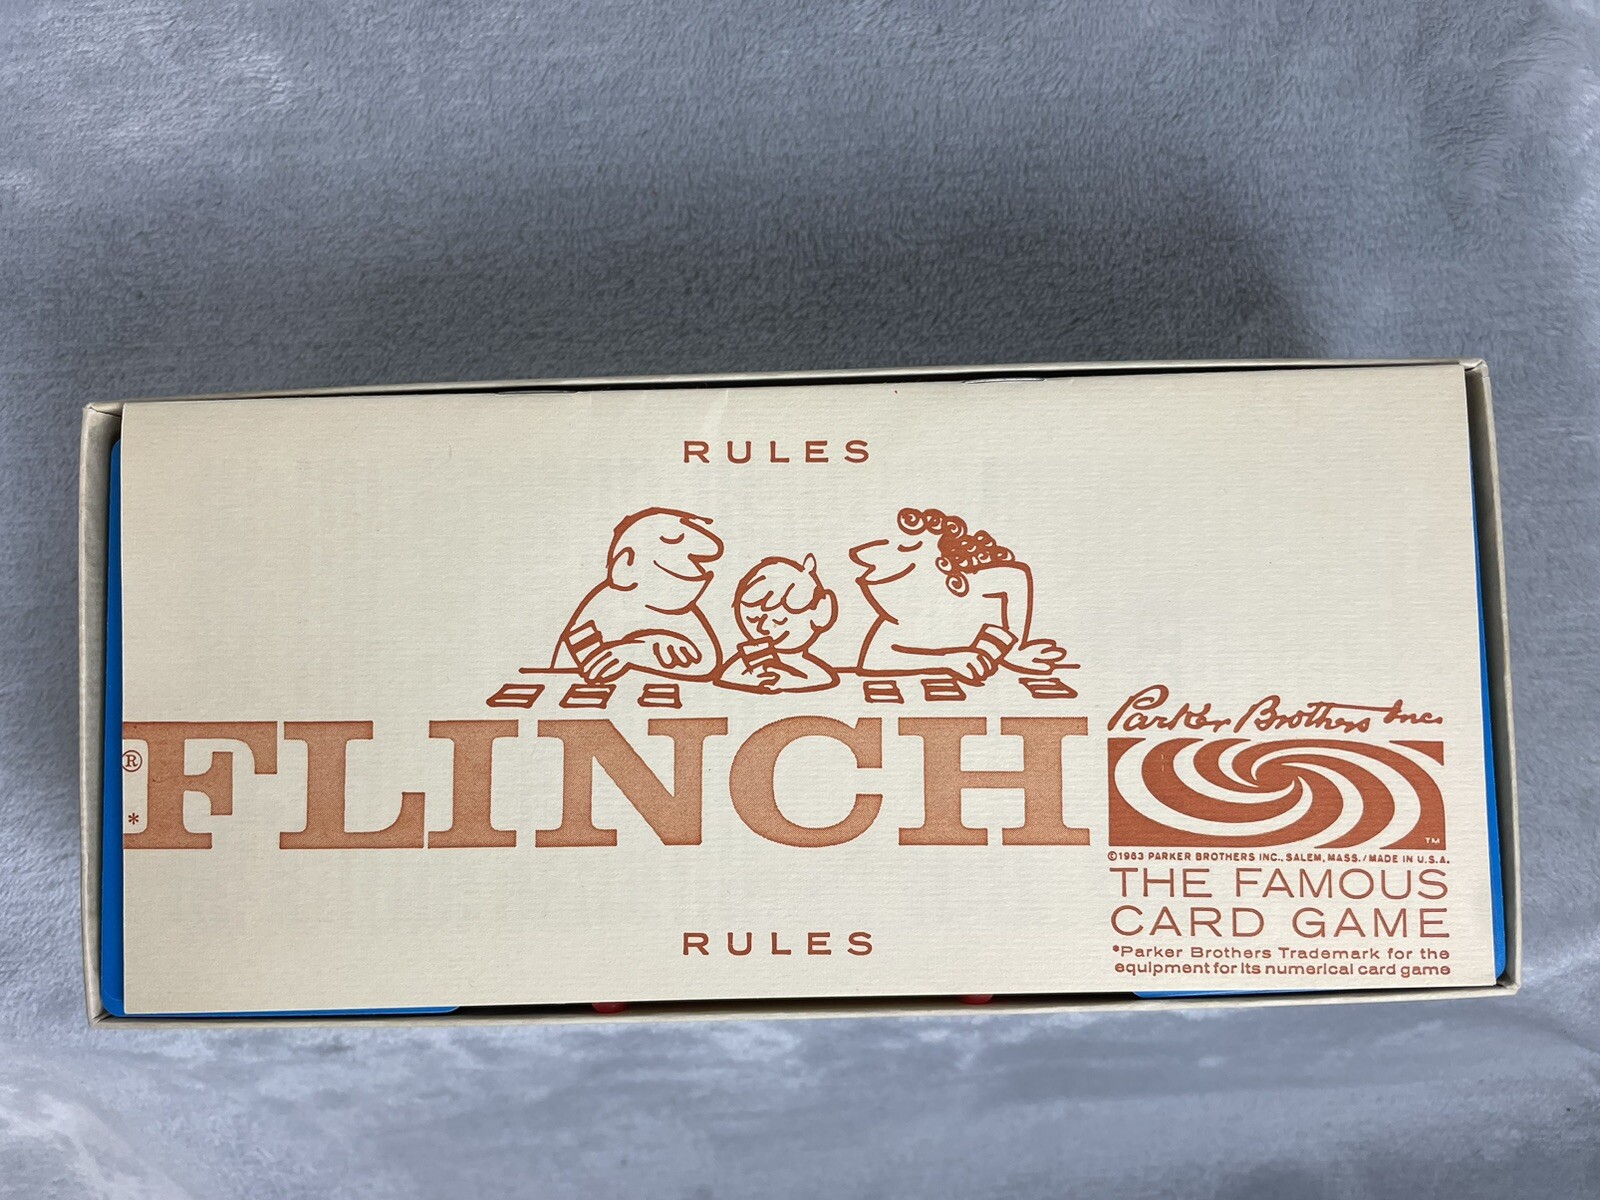 RULES
® FLINCH
*
Parker Brothers Inc.
TM
©1963 PARKER BROTHERS INC., SALEM, MASS./MADE IN U.S.A.
THE FAMOUS
CARD GAME
*Parker Brothers Trademark for the
equipment for its numerical card game
RULES